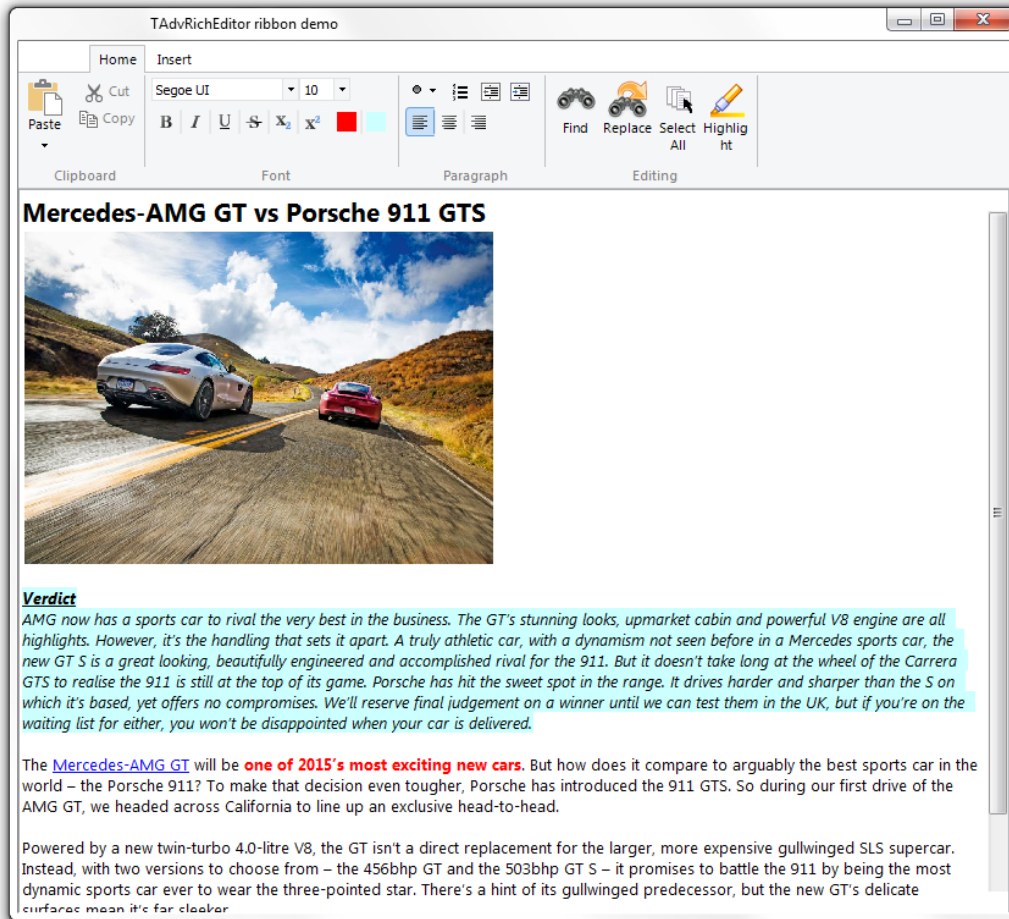 TAdvRichEditor ribbon demo
Home Insert
Paste
Cut
Copy
Clipboard
Segoe UI 10
B I U S X₂ X²
Font
Paragraph
Find Replace Select All Highlig
ht
Editing
Mercedes-AMG GT vs Porsche 911 GTS
Verdict
AMG now has a sports car to rival the very best in the business. The GT's stunning looks, upmarket cabin and powerful V8 engine are all
highlights. However, it's the handling that sets it apart. A truly athletic car, with a dynamism not seen before in a Mercedes sports car, the
new GT S is a great looking, beautifully engineered and accomplished rival for the 911. But it doesn't take long at the wheel of the Carrera
GTS to realise the 911 is still at the top of its game. Porsche has hit the sweet spot in the range. It drives harder and sharper than the S on
which it's based, yet offers no compromises. We'll reserve final judgement on a winner until we can test them in the UK, but if you're on the
waiting list for either, you won't be disappointed when your car is delivered.
The Mercedes-AMG GT will be one of 2015's most exciting new cars. But how does it compare to arguably the best sports car in the
world – the Porsche 911? To make that decision even tougher, Porsche has introduced the 911 GTS. So during our first drive of the
AMG GT, we headed across California to line up an exclusive head-to-head.
Powered by a new twin-turbo 4.0-litre V8, the GT isn't a direct replacement for the larger, more expensive gullwinged SLS supercar.
Instead, with two versions to choose from – the 456bhp GT and the 503bhp GT S – it promises to battle the 911 by being the most
dynamic sports car ever to wear the three-pointed star. There's a hint of its gullwinged predecessor, but the new GT's delicate
surfaces mean it's far sleeker